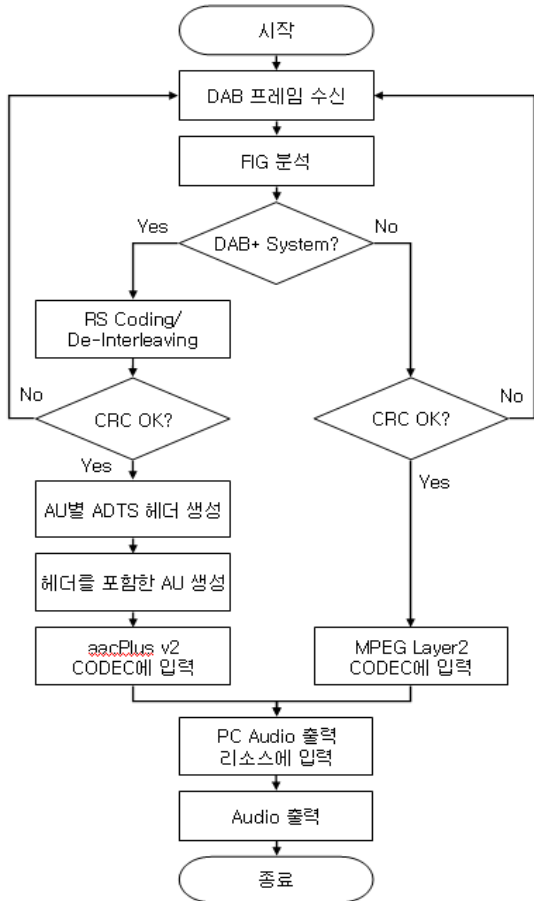 시작
DAB 프레임 수신
FIG 분석
Yes
DAB+ System?
No
RS Coding/
De-Interleaving
No
CRC OK?
Yes
CRC OK?
No
Yes
AU별 ADTS 헤더 생성
헤더를 포함한 AU 생성
aacPlus v2
CODEC에 입력
MPEG Layer2
CODEC에 입력
PC Audio 출력
리소스에 입력
Audio 출력
종료